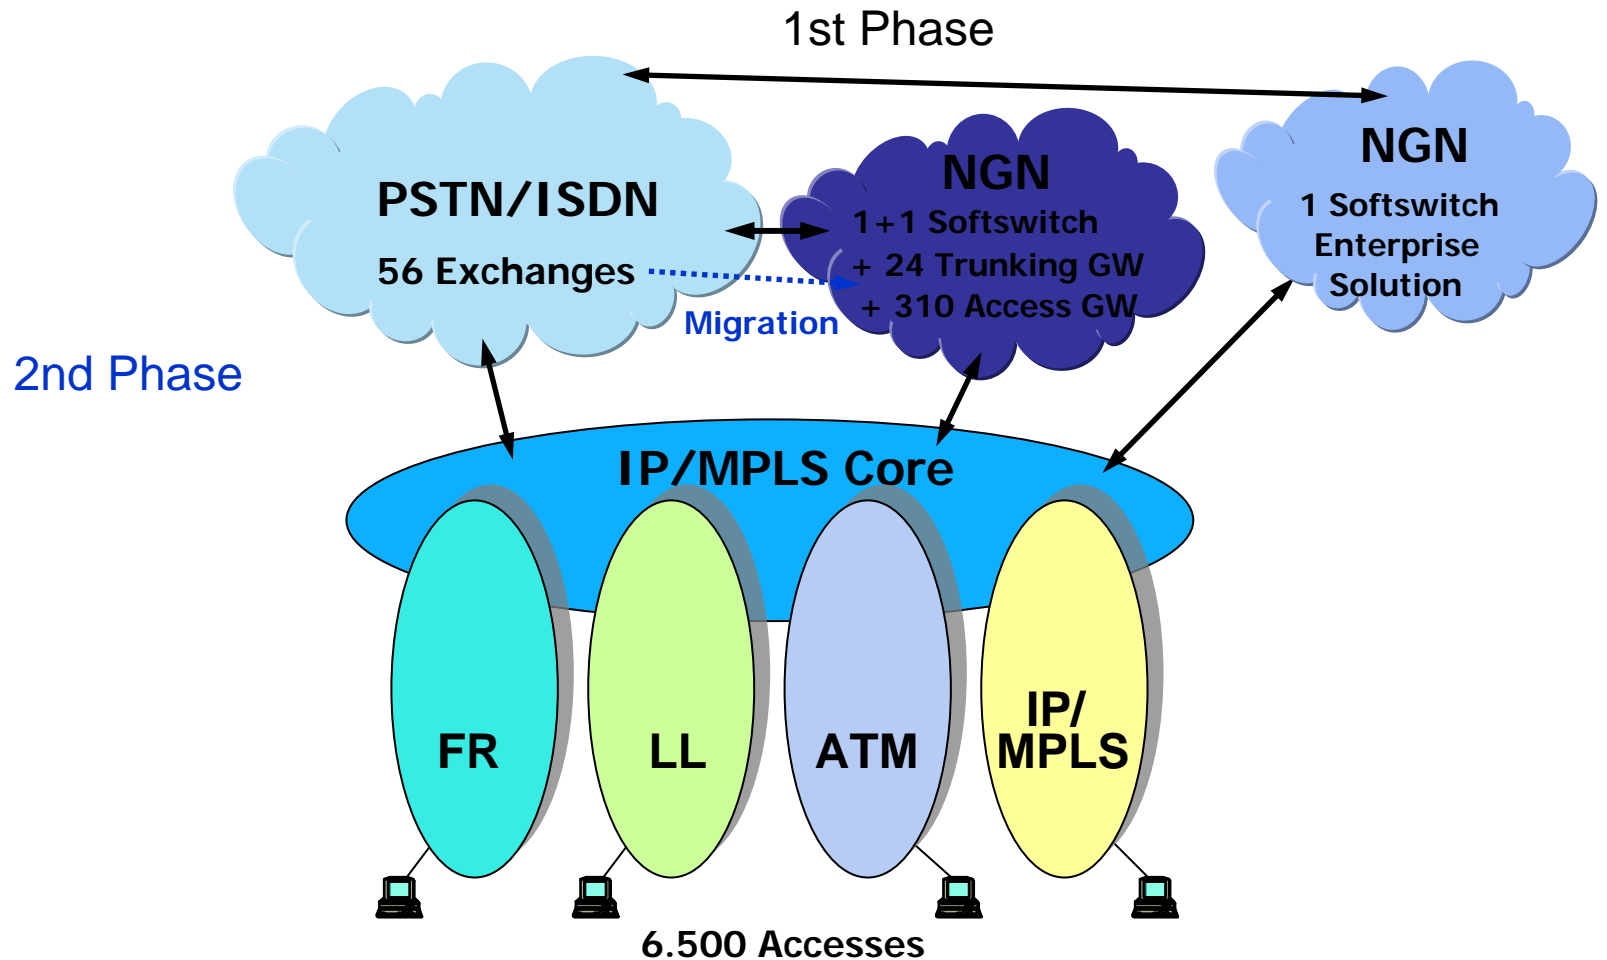 1st Phase
PSTN/ISDN
56 Exchanges
NGN
1+1 Softswitch
+ 24 Trunking GW
+ 310 Access GW
NGN
1 Softswitch
Enterprise
Solution
Migration
2nd Phase
IP/MPLS Core
FR
LL
ATM
IP/
MPLS
6.500 Accesses